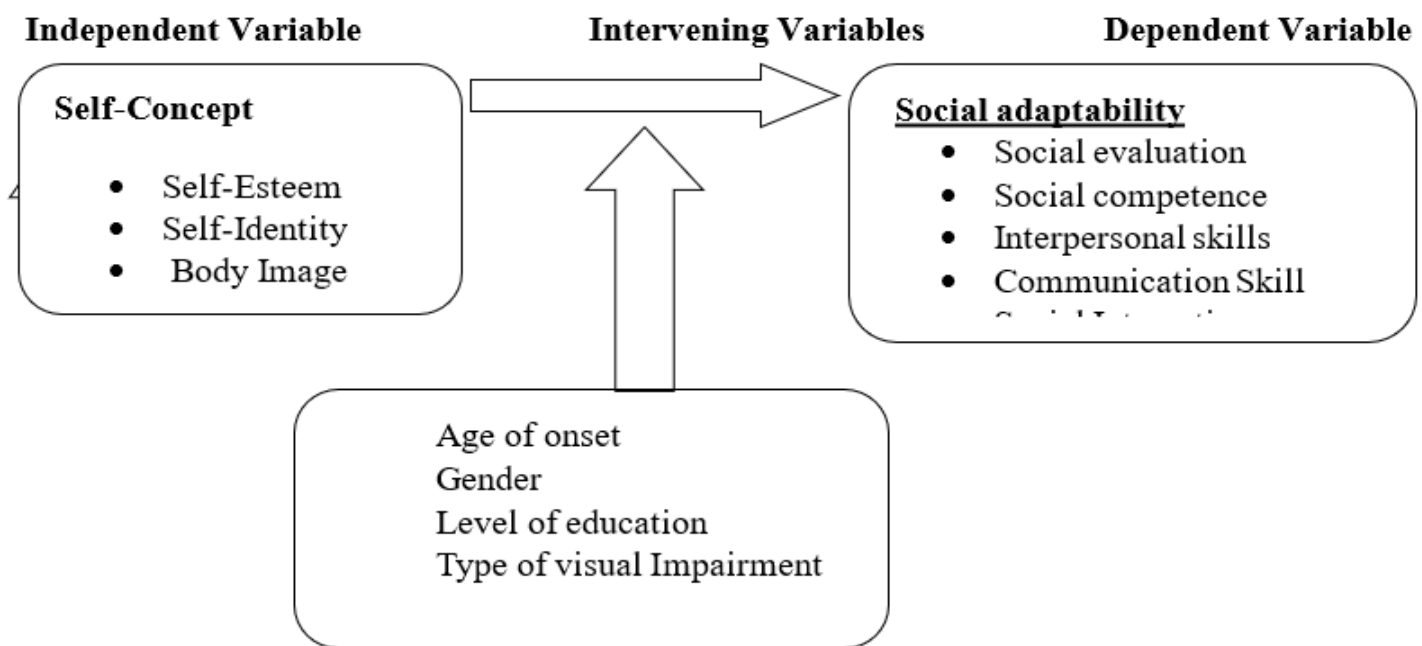 Independent Variable
Intervening Variables
Dependent Variable
Self-Concept
• Self-Esteem
• Self-Identity
• Body Image
Social adaptability
• Social evaluation
• Social competence
• Interpersonal skills
• Communication Skill
Age of onset
Gender
Level of education
Type of visual Impairment